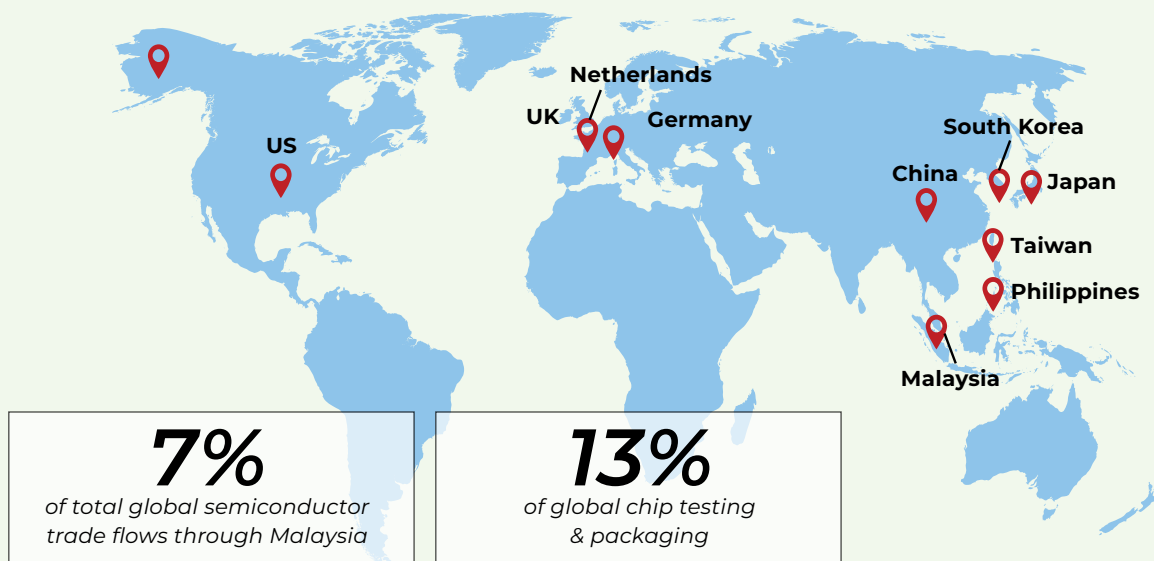 Netherlands
UK
Germany
South Korea
US
China
Japan
Taiwan
Philippines
Malaysia
7%
of total global semiconductor
trade flows through Malaysia
13%
of global chip testing
& packaging